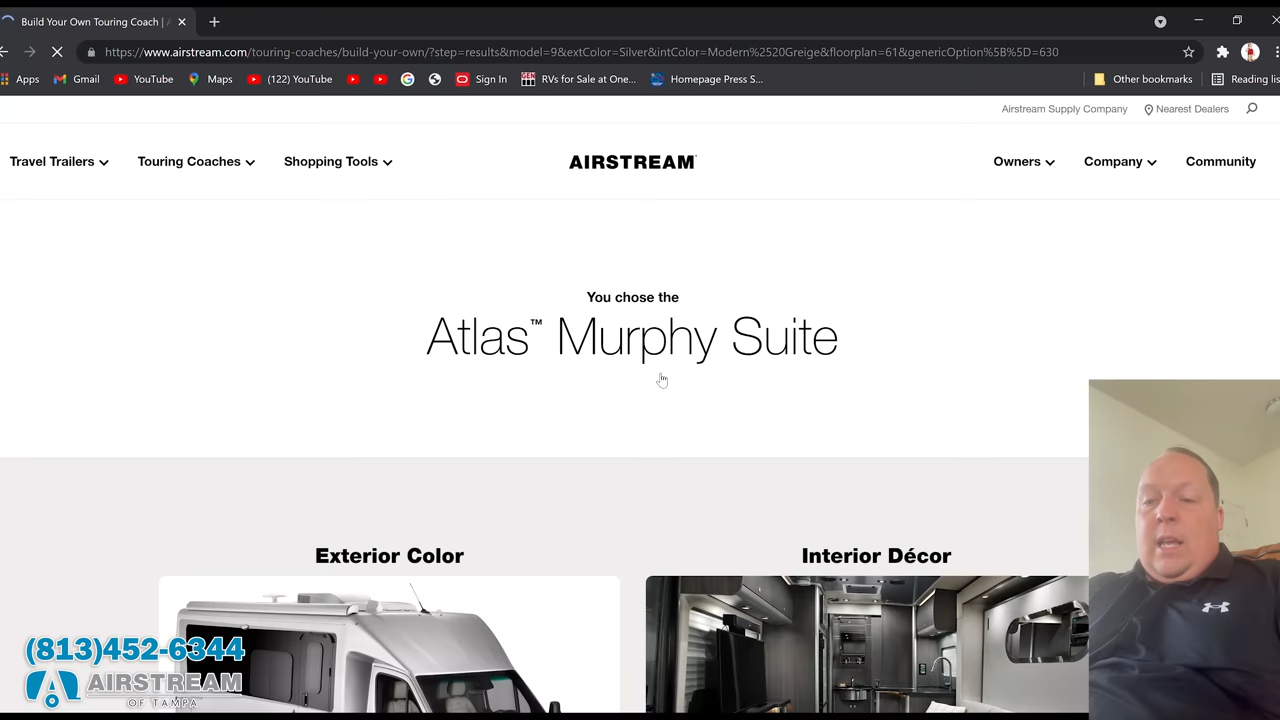 Build Your Own Touring Coach |
https://www.airstream.com/touring-coaches/build-your-own/?step=results&model=9&extColor=Silver&intColor=Modern%2520Greige&floorplan=61&genericOption%5B%5D=630
Apps Gmail YouTube Maps (122) YouTube Sign In RVs for Sale at One... Homepage Press S... Other bookmarks Reading lis
Airstream Supply Company Nearest Dealers
Travel Trailers Touring Coaches Shopping Tools AIRSTREAM Owners Company Community
You chose the
Atlas™ Murphy Suite
Exterior Color Interior Décor
(813)452-6344
AIRSTREAM
OF TAMPA